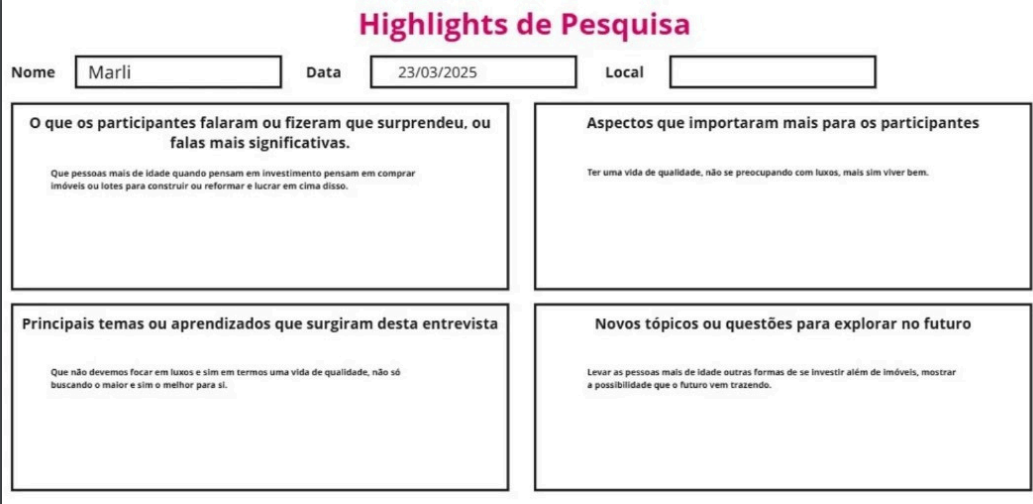 Highlights de Pesquisa
Nome Marli Data 23/03/2025 Local
O que os participantes falaram ou fizeram que surprendeu, ou
falas mais significativas.
Que pessoas mais de idade quando pensam em investimento pensam em comprar
imóveis ou lotes para construir ou reformar e lucrar em cima disso.
Aspectos que importaram mais para os participantes
Ter uma vida de qualidade, não se preocupando com luxos, mais sim viver bem.
Principais temas ou aprendizados que surgiram desta entrevista
Que não devemos focar em luxos e sim em termos uma vida de qualidade, não só
buscando o maior e sim o melhor para si.
Novos tópicos ou questões para explorar no futuro
Levar as pessoas mais de idade outras formas de se investir além de imóveis, mostrar
a possibilidade que o futuro vem trazendo.